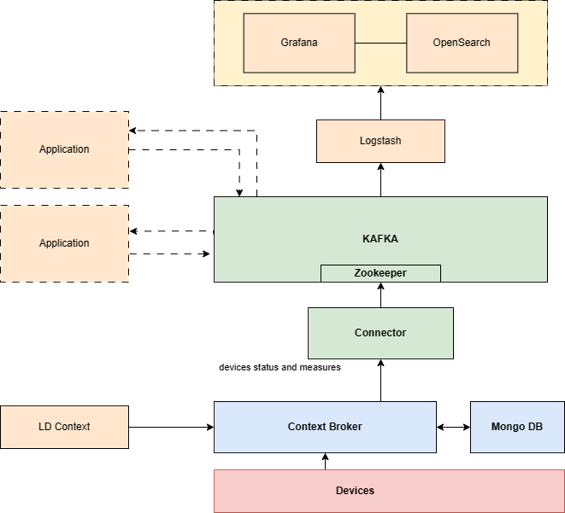 Grafana
OpenSearch
Logstash
Application
KAFKA
Application
Zookeeper
Connector
devices status and measures
LD Context
Context Broker
Mongo DB
Devices